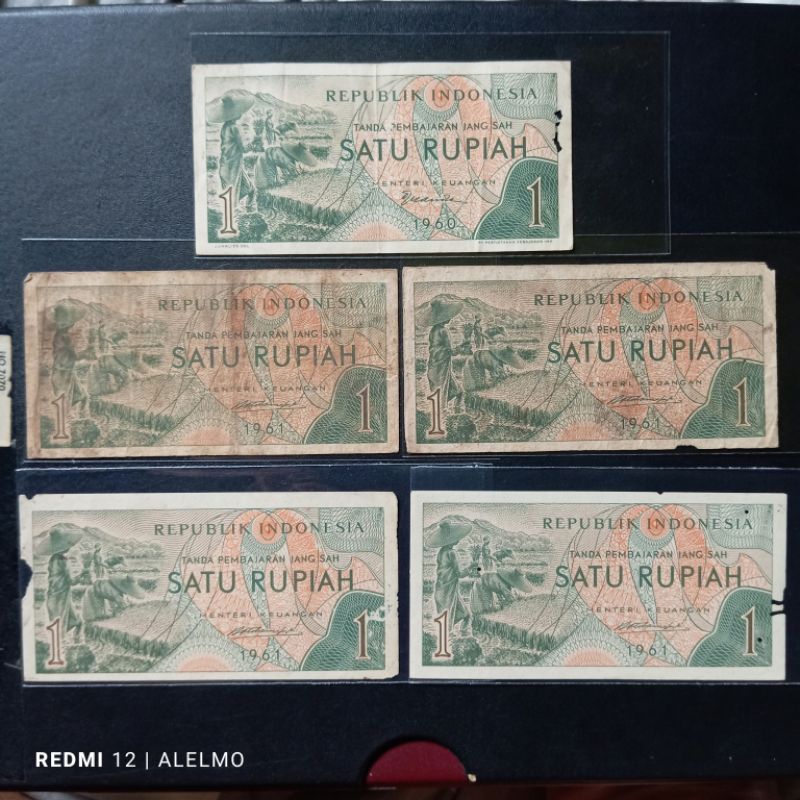 REPUBLIK INDONESIA
TANDA PEMBAJARAN JANG SAH
SATU RUPIAH
MENTERI KEUANGAN
1960
1
1
REPUBLIK INDONESIA
TANDA PEMBAJARAN JANG SAH
SATU RUPIAH
MENTERI KEUANGAN
1961
1
1
REPUBLIK INDONESIA
TANDA PEMBAJARAN JANG SAH
SATU RUPIAH
MENTERI KEUANGAN
1961
1
1
REPUBLIK INDONESIA
TANDA PEMBAJARAN JANG SAH
SATU RUPIAH
MENTERI KEUANGAN
1961
1
1
REPUBLIK INDONESIA
TANDA PEMBAJARAN JANG SAH
SATU RUPIAH
MENTERI KEUANGAN
1961
1
1
REDMI 12 | ALELMO